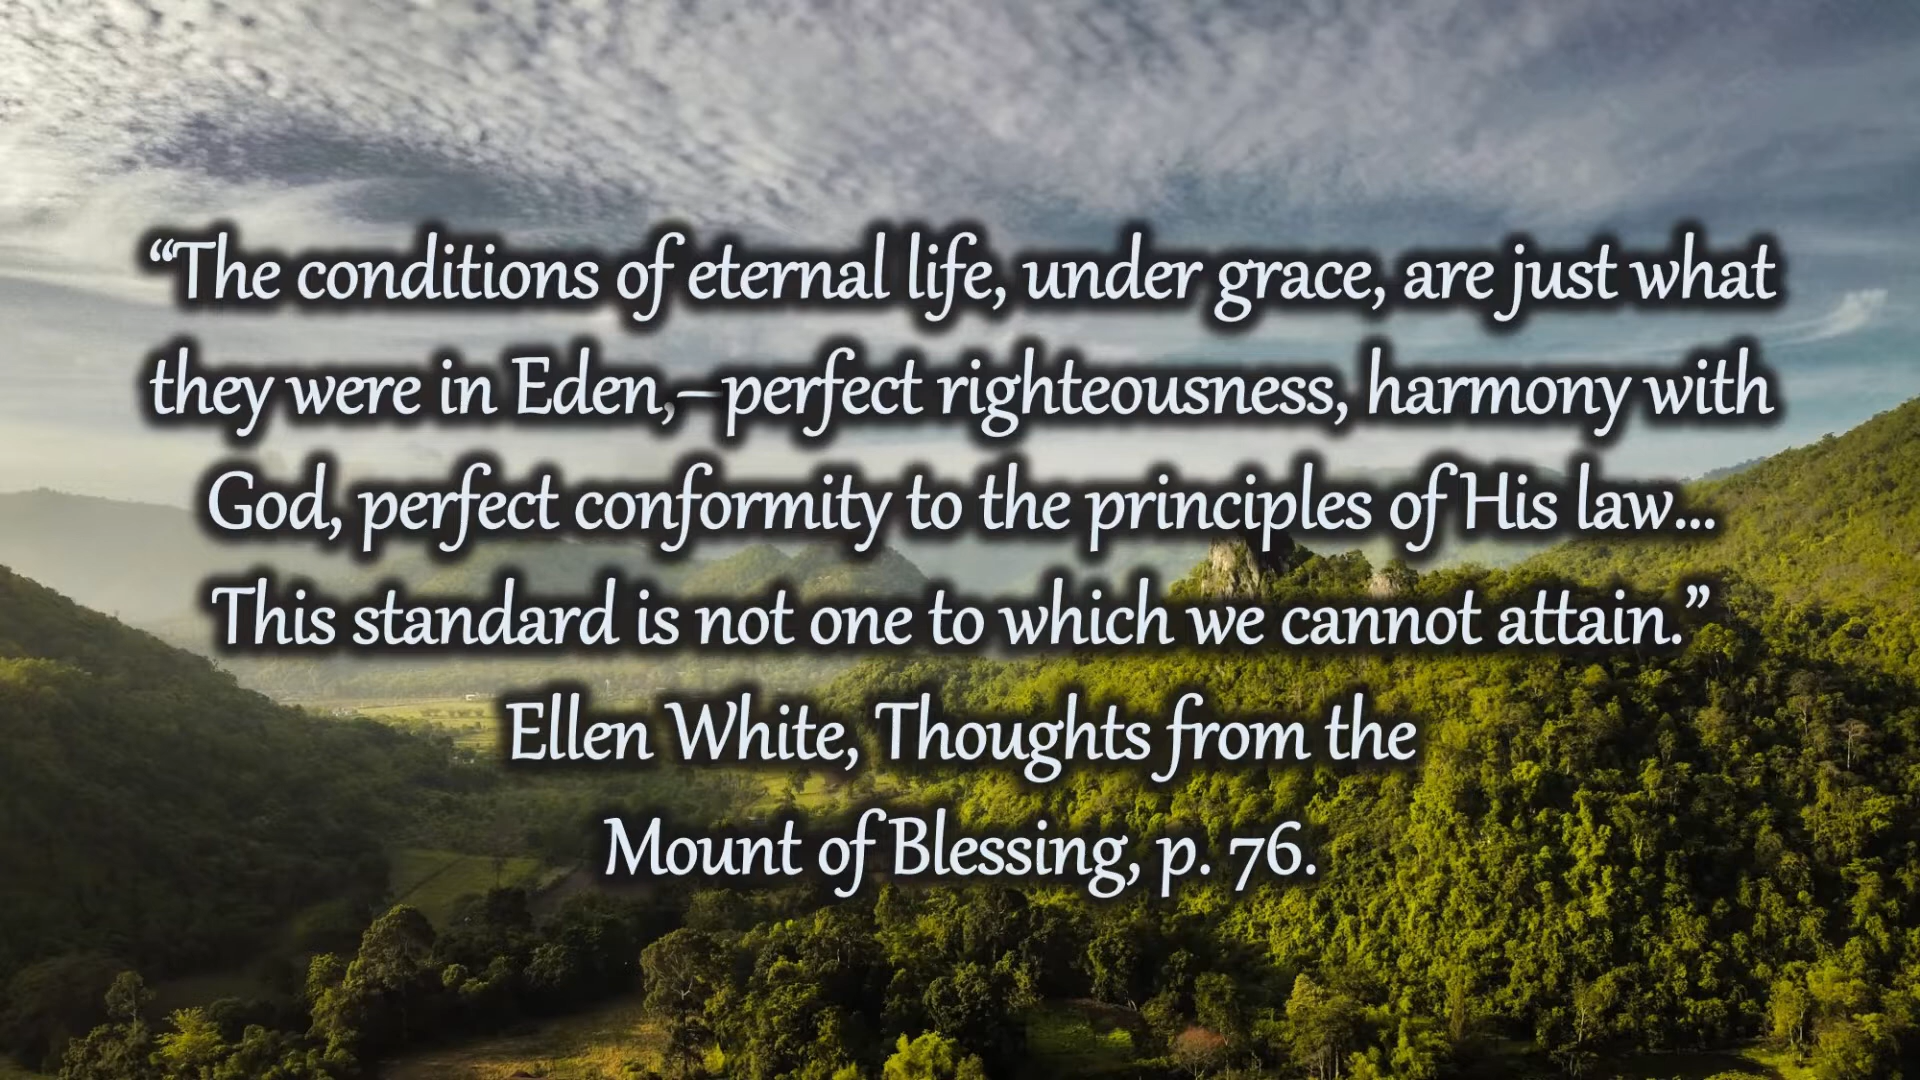 “The conditions of eternal life, under grace, are just what
they were in Eden,–perfect righteousness, harmony with
God, perfect conformity to the principles of His law...
This standard is not one to which we cannot attain.”
Ellen White, Thoughts from the
Mount of Blessing, p. 76.